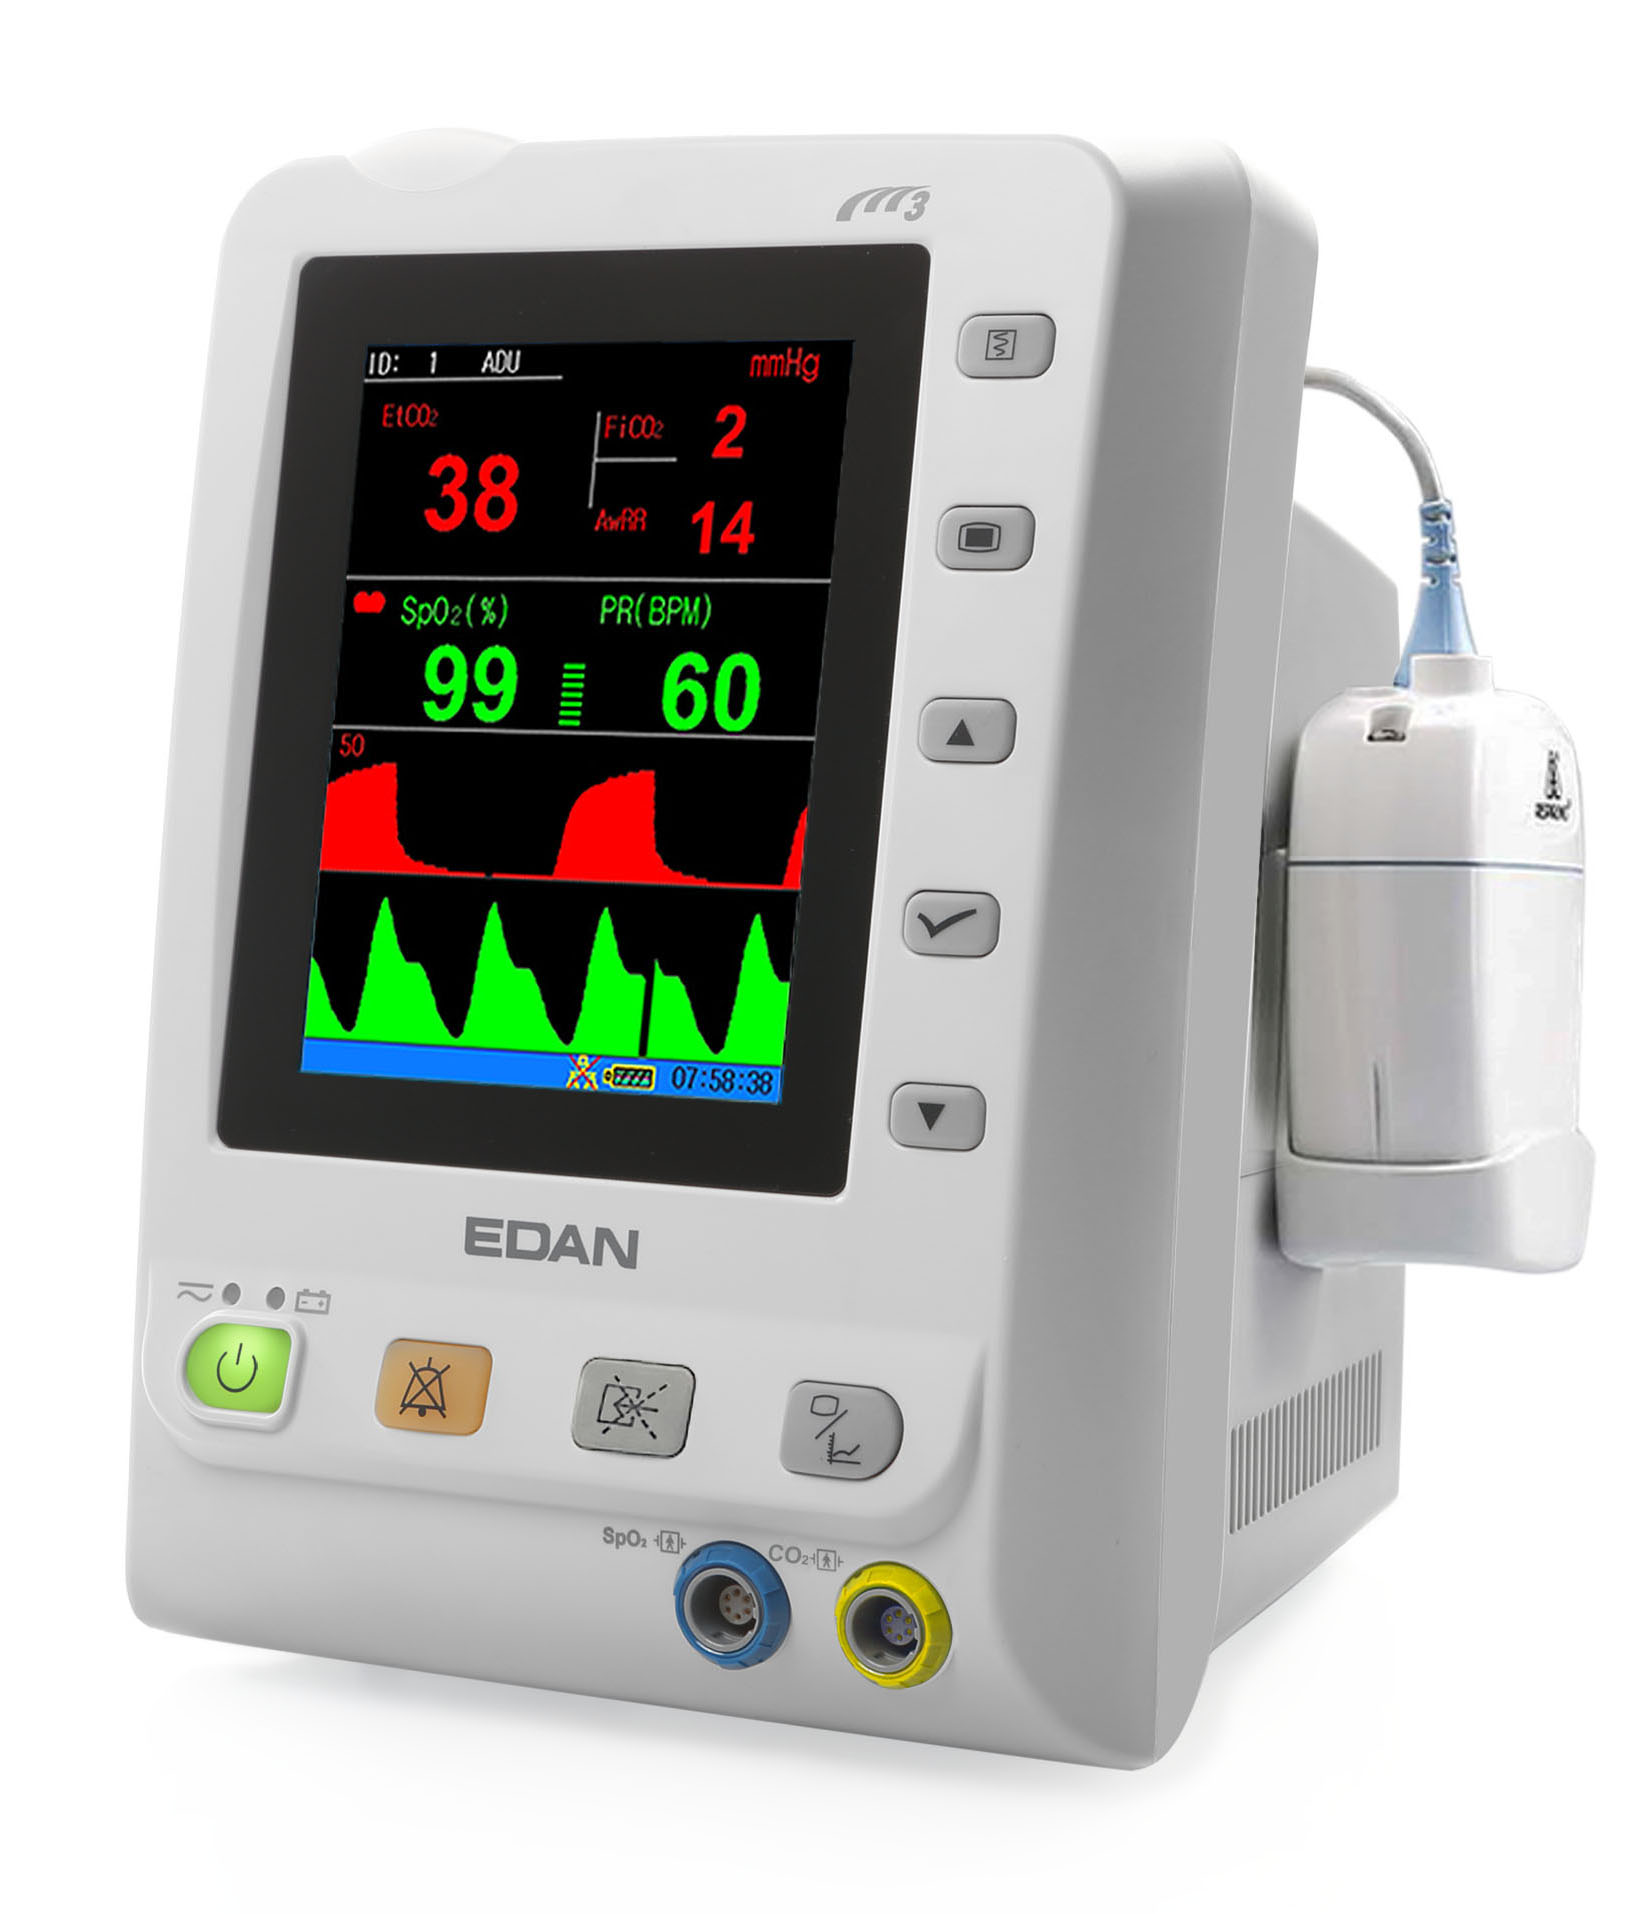 m3
ID: 1 ADU
mmHg
EtCO₂
38
FiCO₂ 2
AwRR 14
SpO₂(%) PR(BPM)
99 60
50
07:58:38
EDAN
SpO₂
CO₂